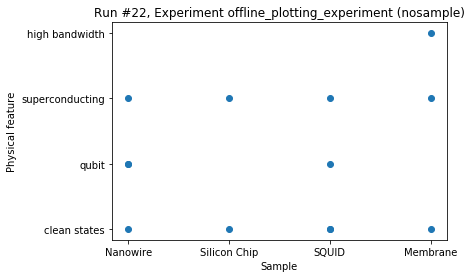 Run #22, Experiment offline_plotting_experiment (nosample)
high bandwidth
superconducting
qubit
clean states
Physical feature
Nanowire Silicon Chip SQUID Membrane
Sample